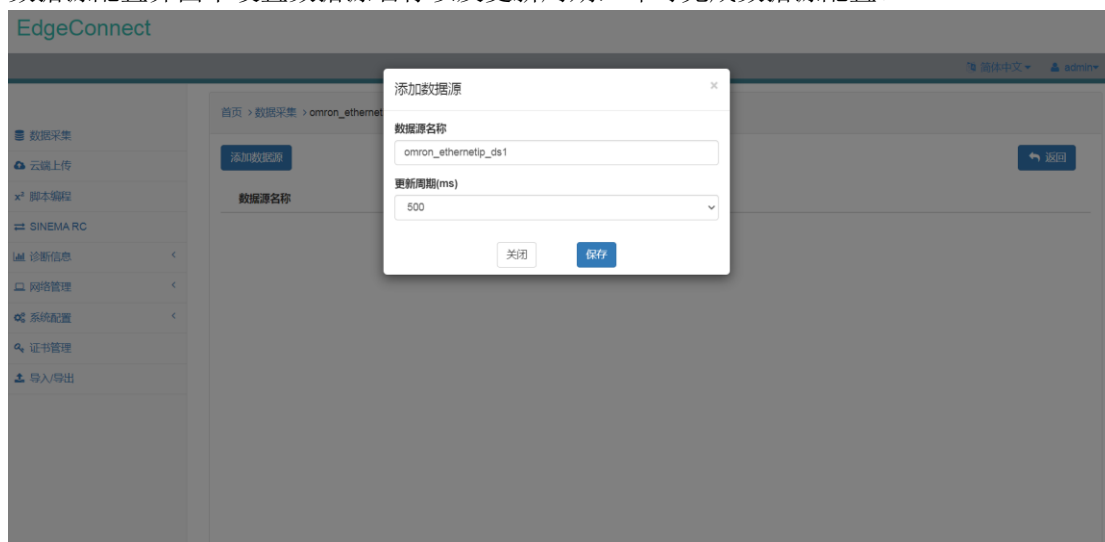 EdgeConnect
简体中文 admin
添加数据源 ×
首页 > 数据采集 > omron_ethernet
数据源名称
omron_ethernetip_ds1
更新周期(ms)
500
关闭 保存
添加数据源 返回
数据源名称
数据采集
云端上传
x² 脚本编程
SINEMA RC
诊断信息
网络管理
系统配置
证书管理
导入/导出